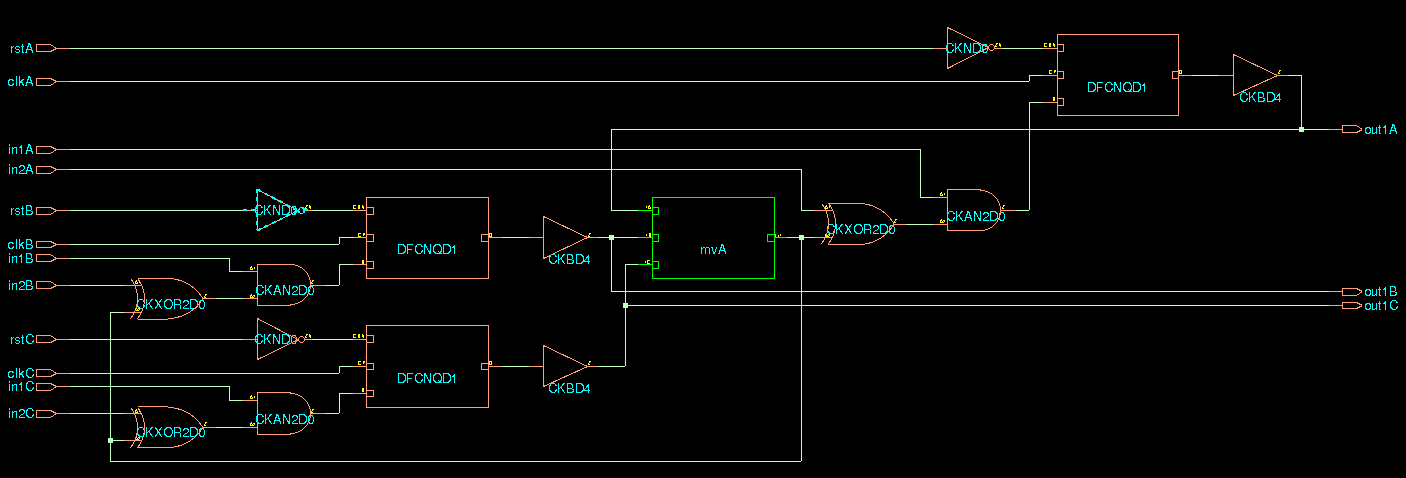 rstA
CKND0
clkA
DFCNQD1
CKBD4
out1A
in1A
in2A
rstB
CKND0
CKAN2D0
CKXOR2D0
clkB
DFCNQD1
mvA
in1B
CKBD4
in2B
CKAN2D0
out1B
CKXOR2D0
out1C
rstC
CKND0
clkC
DFCNQD1
in1C
CKBD4
in2C
CKAN2D0
CKXOR2D0